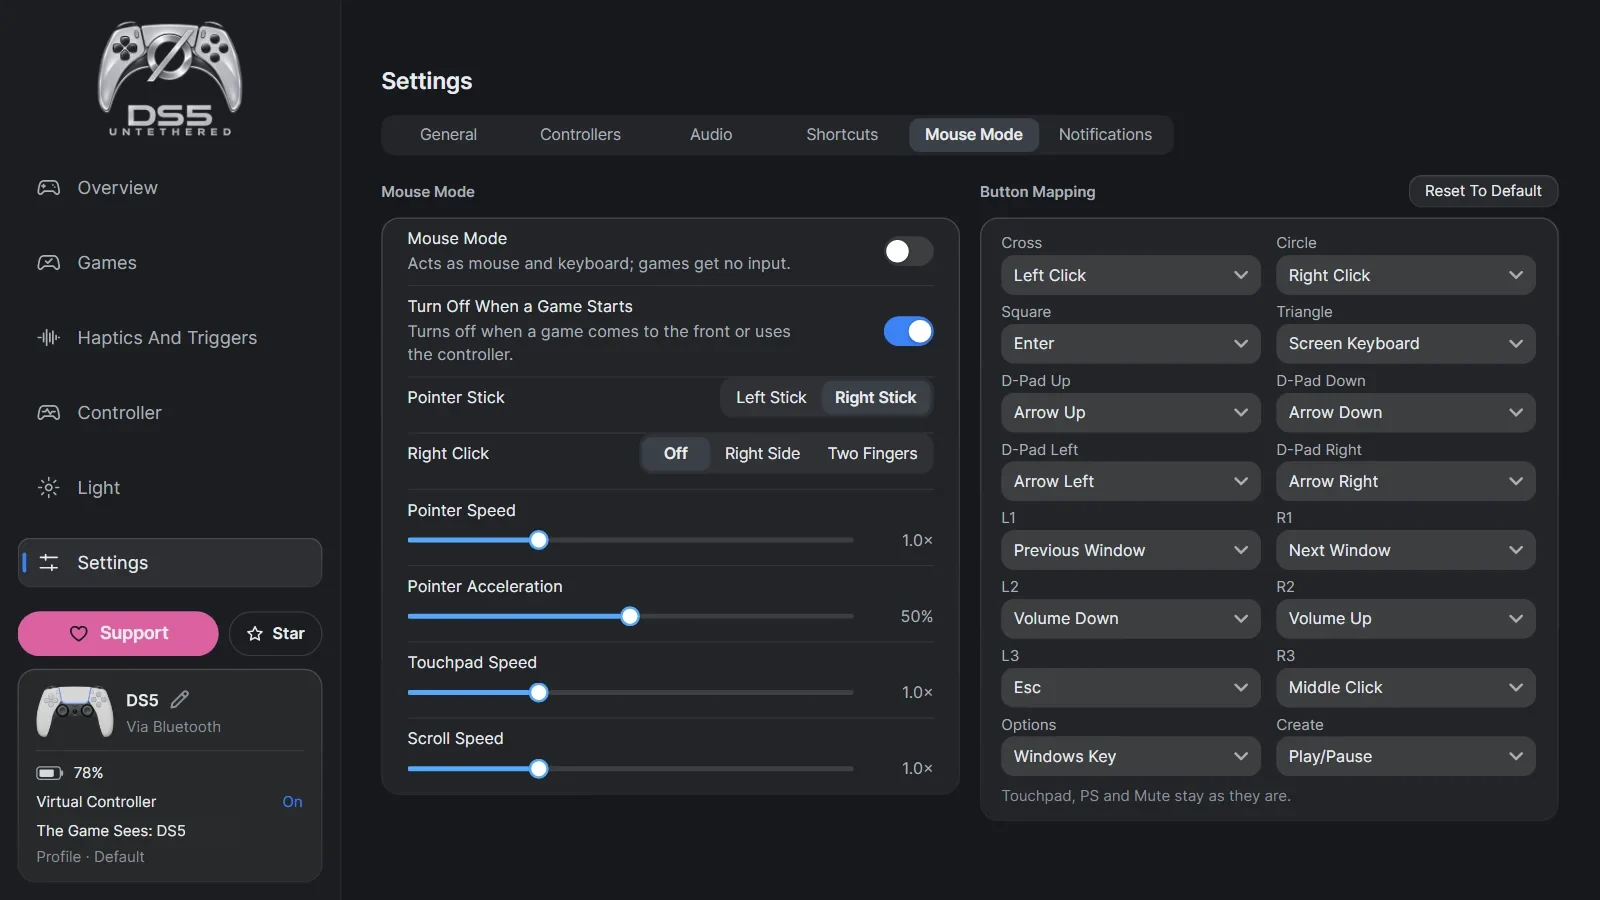 DS5
UNTETHERED
Overview
Games
Haptics And Triggers
Controller
Light
Settings
Support
Star
DS5
Via Bluetooth
78%
Virtual Controller
On
The Game Sees: DS5
Profile · Default
Settings
General
Controllers
Audio
Shortcuts
Mouse Mode
Notifications
Mouse Mode
Mouse Mode
Acts as mouse and keyboard; games get no input.
Turn Off When a Game Starts
Turns off when a game comes to the front or uses
the controller.
Pointer Stick
Left Stick
Right Stick
Right Click
Off
Right Side
Two Fingers
Pointer Speed
1.0×
Pointer Acceleration
50%
Touchpad Speed
1.0×
Scroll Speed
1.0×
Button Mapping
Reset To Default
Cross
Circle
Left Click
Right Click
Square
Triangle
Enter
Screen Keyboard
D-Pad Up
D-Pad Down
Arrow Up
Arrow Down
D-Pad Left
D-Pad Right
Arrow Left
Arrow Right
L1
R1
Previous Window
Next Window
L2
R2
Volume Down
Volume Up
L3
R3
Esc
Middle Click
Options
Create
Windows Key
Play/Pause
Touchpad, PS and Mute stay as they are.